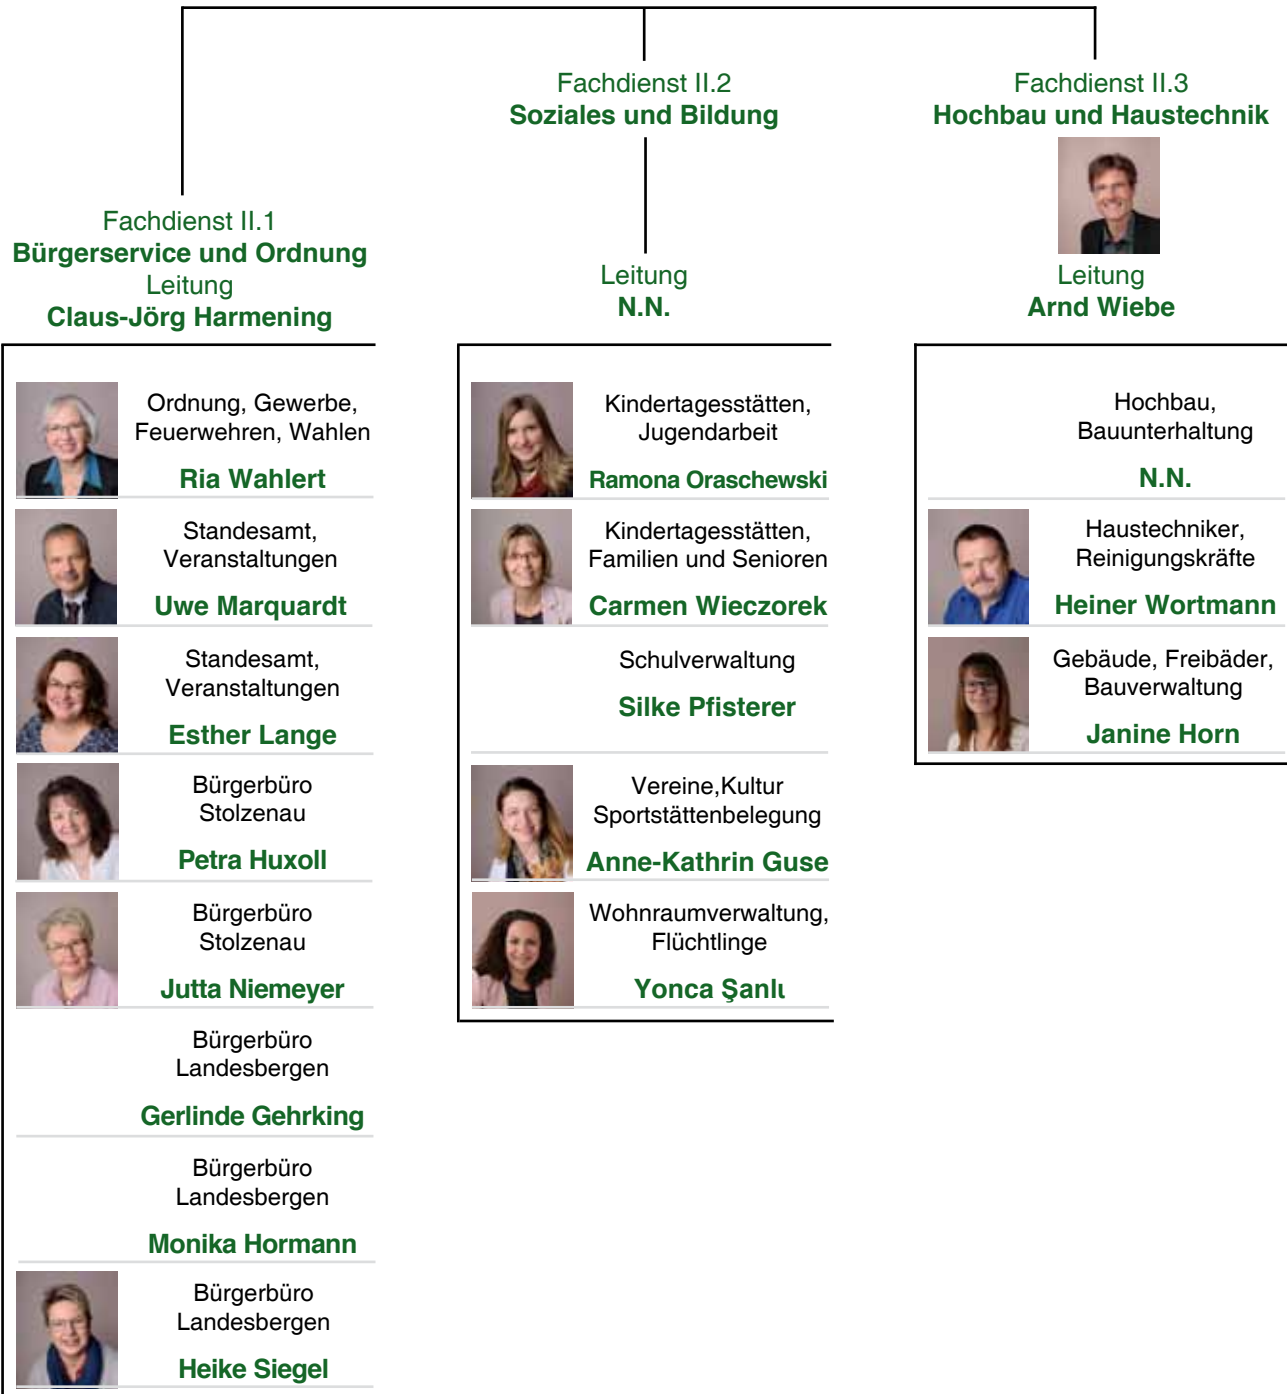 Fachdienst II.1
Bürgerservice und Ordnung
Leitung
Claus-Jörg Harmening
Ordnung, Gewerbe,
Feuerwehren, Wahlen
Ria Wahlert
Standesamt,
Veranstaltungen
Uwe Marquardt
Standesamt,
Veranstaltungen
Esther Lange
Bürgerbüro
Stolzenau
Petra Huxoll
Bürgerbüro
Stolzenau
Jutta Niemeyer
Bürgerbüro
Landesbergen
Gerlinde Gehrking
Bürgerbüro
Landesbergen
Monika Hormann
Bürgerbüro
Landesbergen
Heike Siegel
Fachdienst II.2
Soziales und Bildung
Leitung
N.N.
Kindertagesstätten,
Jugendarbeit
Ramona Oraschewski
Kindertagesstätten,
Familien und Senioren
Carmen Wieczorek
Schulverwaltung
Silke Pfisterer
Vereine,Kultur
Sportstättenbelegung
Anne-Kathrin Guse
Wohnraumverwaltung,
Flüchtlinge
Yonca Şanlı
Fachdienst II.3
Hochbau und Haustechnik
Leitung
Arnd Wiebe
Hochbau,
Bauunterhaltung
N.N.
Haustechniker,
Reinigungskräfte
Heiner Wortmann
Gebäude, Freibäder,
Bauverwaltung
Janine Horn